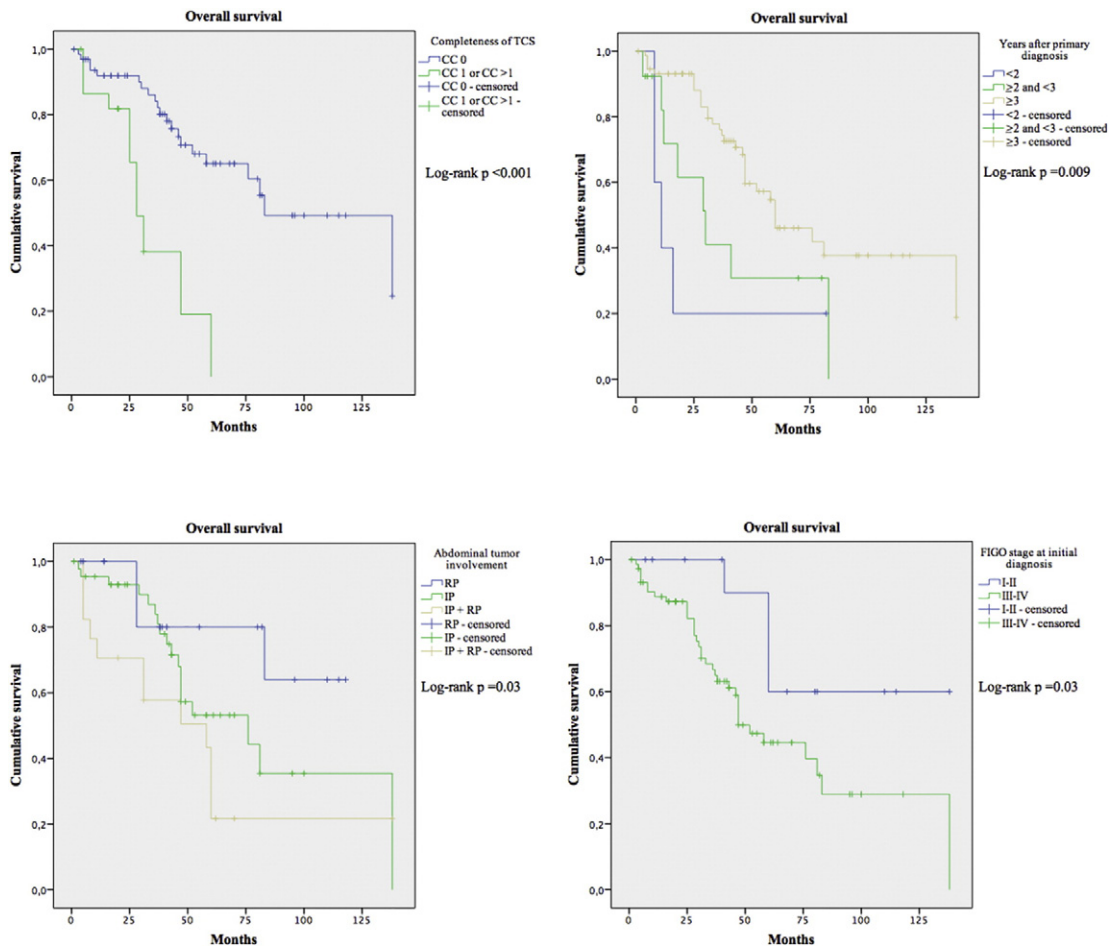 Overall survival
Completeness of TCS
CC 0
CC 1 or CC >1
CC 0 - censored
CC 1 or CC >1 -
censored
Log-rank p <0.001
Cumulative survival
1,0
0,8
0,6
0,4
0,2
0,0
0 25 50 75 100 125
Months
Overall survival
Years after primary
diagnosis
<2
≥2 and <3
≥3
<2 - censored
≥2 and <3 - censored
≥3 - censored
Log-rank p =0.009
Cumulative survival
1,0
0,8
0,6
0,4
0,2
0,0
0 25 50 75 100 125
Months
Overall survival
Abdominal tumor
involvement
RP
IP
IP + RP
RP - censored
IP - censored
IP + RP - censored
Log-rank p =0.03
Cumulative survival
1,0
0,8
0,6
0,4
0,2
0,0
0 25 50 75 100 125
Months
Overall survival
FIGO stage at initial
diagnosis
I-II
III-IV
I-II - censored
III-IV - censored
Log-rank p =0.03
Cumulative survival
1,0
0,8
0,6
0,4
0,2
0,0
0 25 50 75 100 125
Months